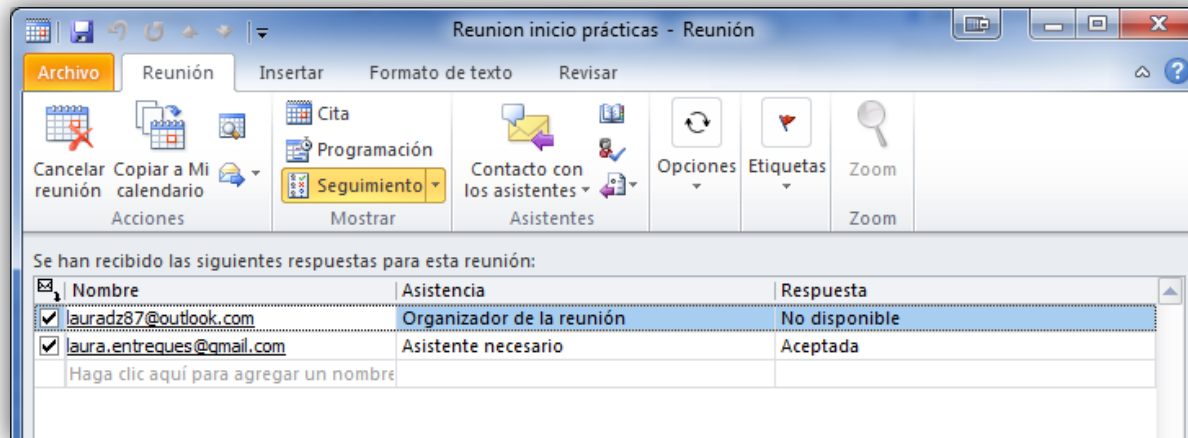 Reunion inicio prácticas - Reunión
Archivo Reunión Insertar Formato de texto Revisar
Cancelar reunión
Copiar a Mi calendario
Acciones
Cita
Programación
Seguimiento
Mostrar
Contacto con los asistentes
Asistentes
Opciones
Etiquetas
Zoom
Zoom
Se han recibido las siguientes respuestas para esta reunión:
Nombre Asistencia Respuesta
lauradz87@outlook.com Organizador de la reunión No disponible
laura.entregues@gmail.com Asistente necesario Aceptada
Haga clic aquí para agregar un nombre